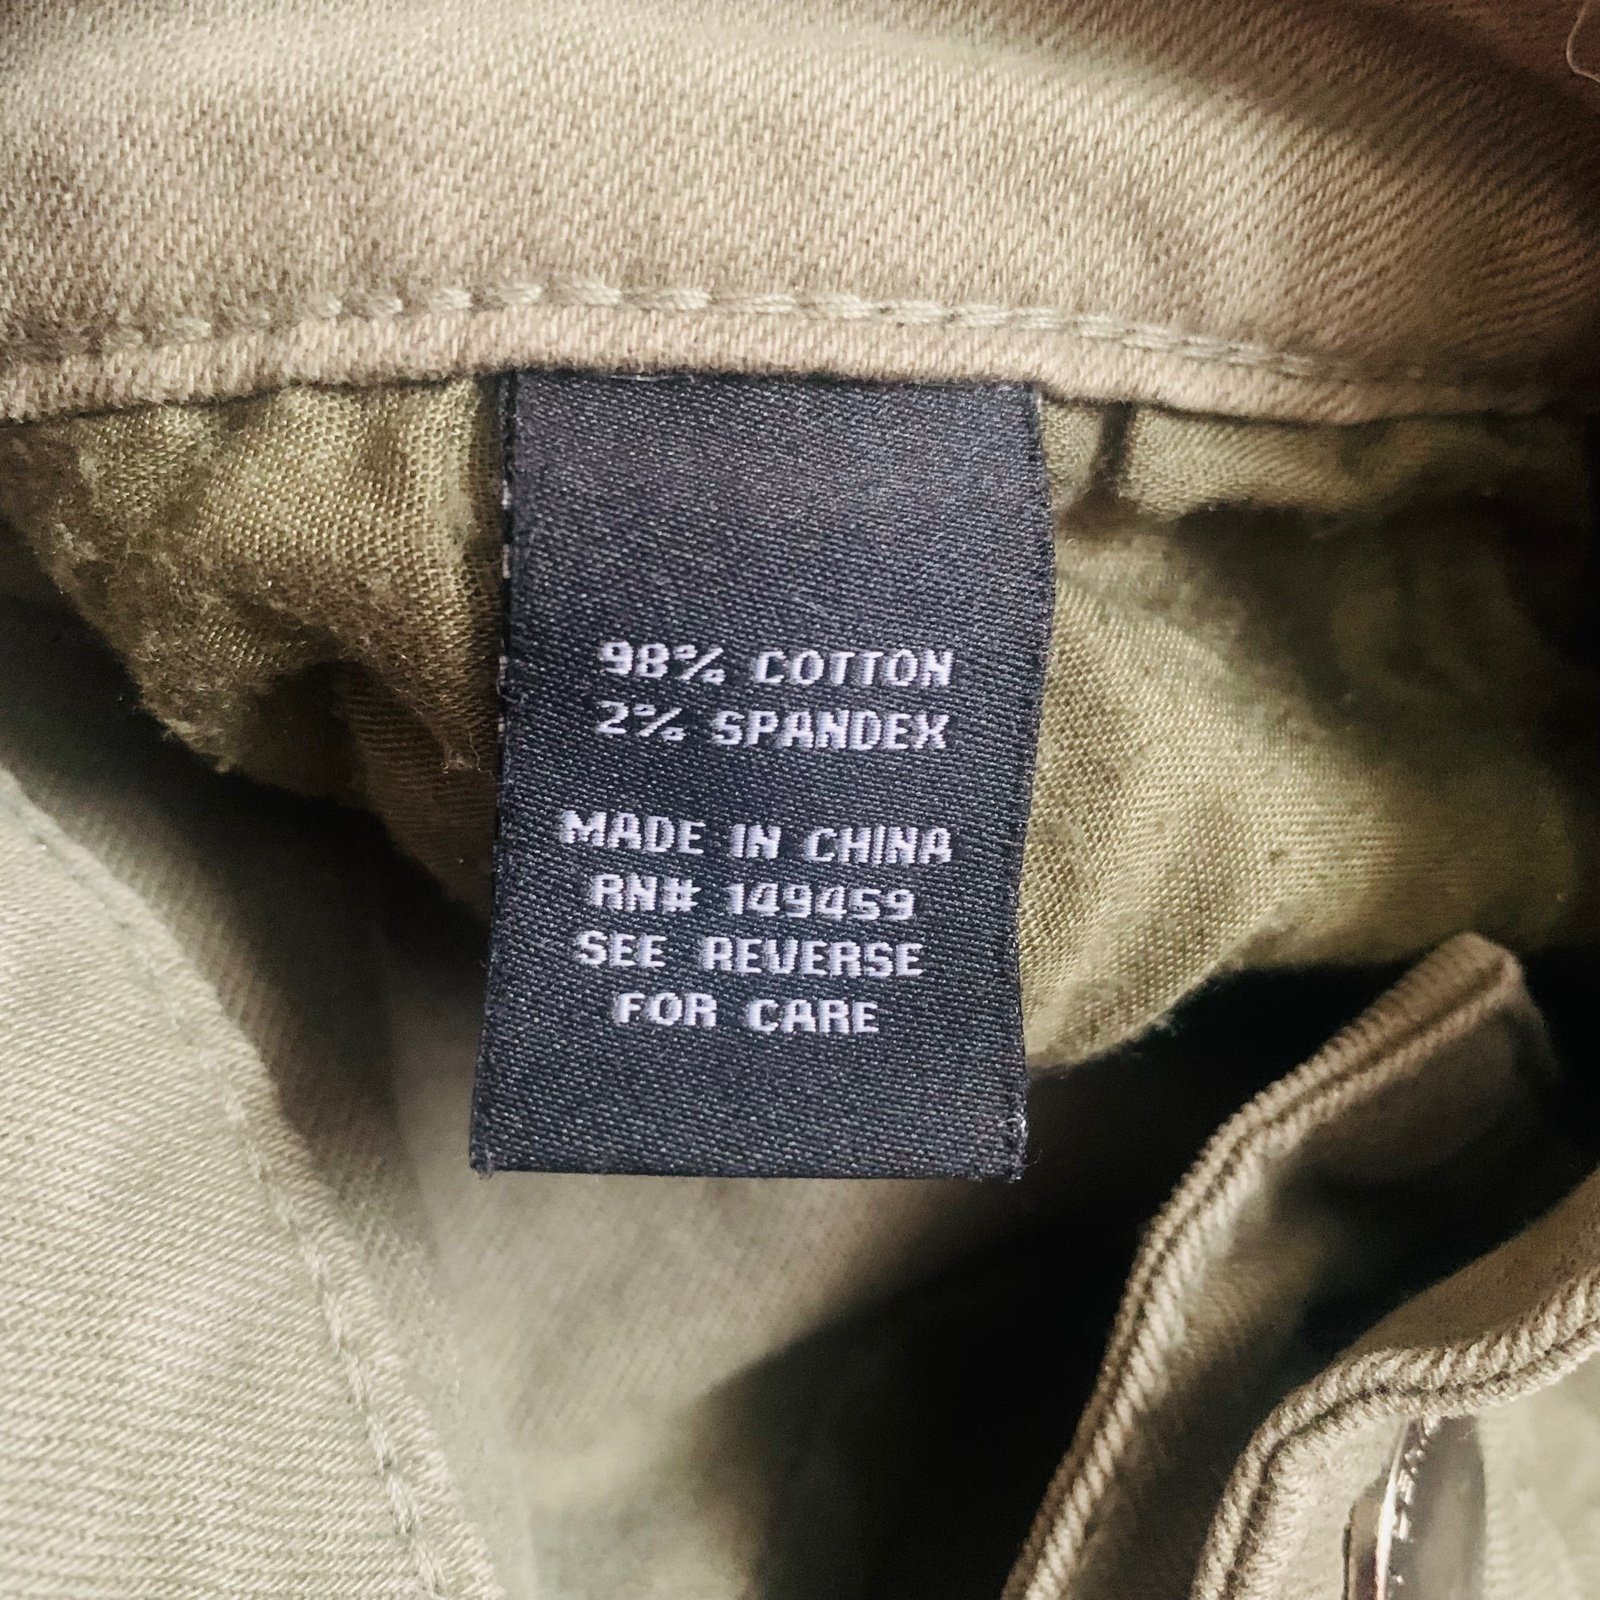 98% COTTON
2% SPANDEX
MADE IN CHINA
RN# 149459
SEE REVERSE
FOR CARE